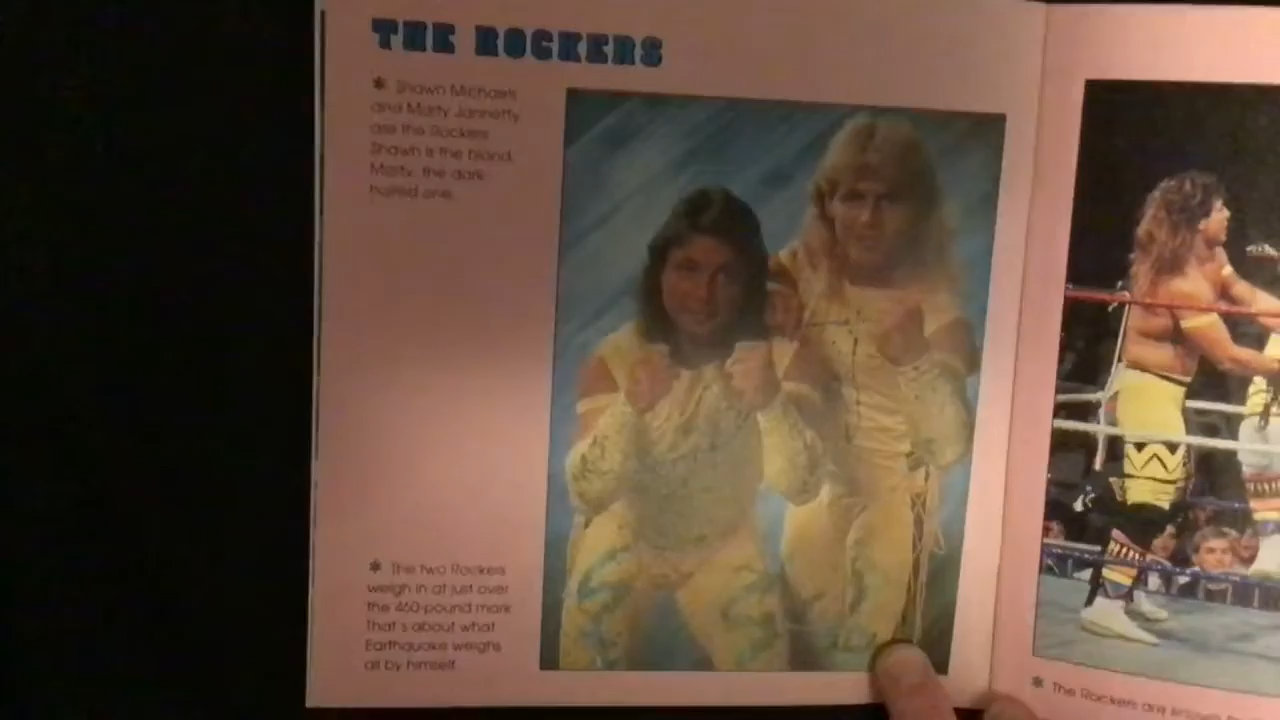 THE ROCKERS
* Shawn Michaels
and Marty Jannetty
are the Rockers.
Shawn is the blond,
Marty, the dark-
haired one.
* The two Rockers
weigh in at just over
the 460-pound mark.
That's about what
Earthquake weighs
all by himself.
* The Rockers are